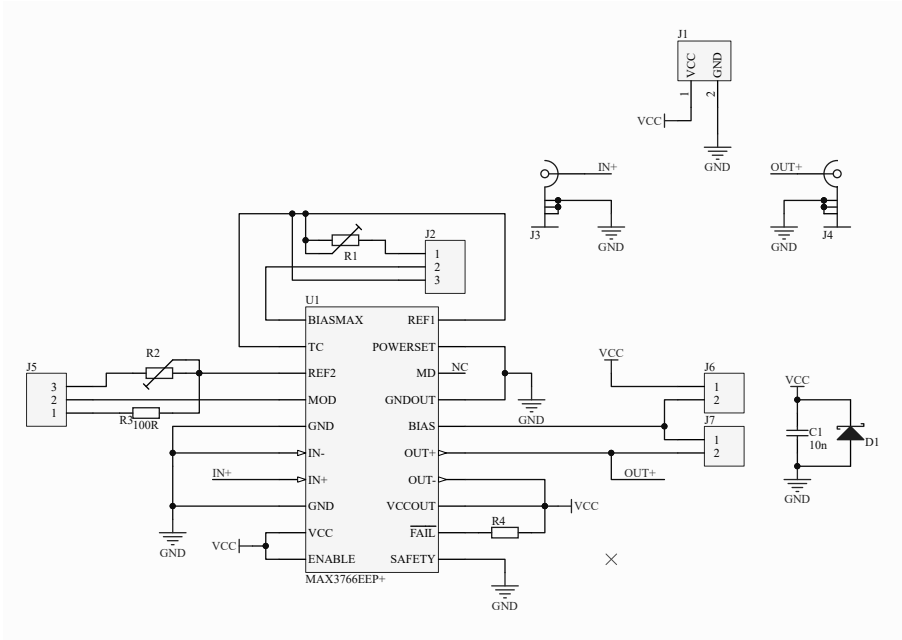 J1
VCC
GND
1
2
VCC
GND
IN+
OUT+
J3
GND
GND
J4
R1
J2
1
2
3
U1
BIASMAX
REF1
TC
POWERSET
REF2
MD
NC
MOD
GNDOUT
GND
BIAS
IN-
OUT+
IN+
OUT-
GND
VCCOUT
VCC
FAIL
ENABLE
SAFETY
MAX3766EEP+
J5
3
2
1
R2
R3
100R
IN+
GND
VCC
GND
R4
VCC
GND
VCC
J6
1
2
J7
1
2
OUT+
VCC
C1
10n
D1
GND